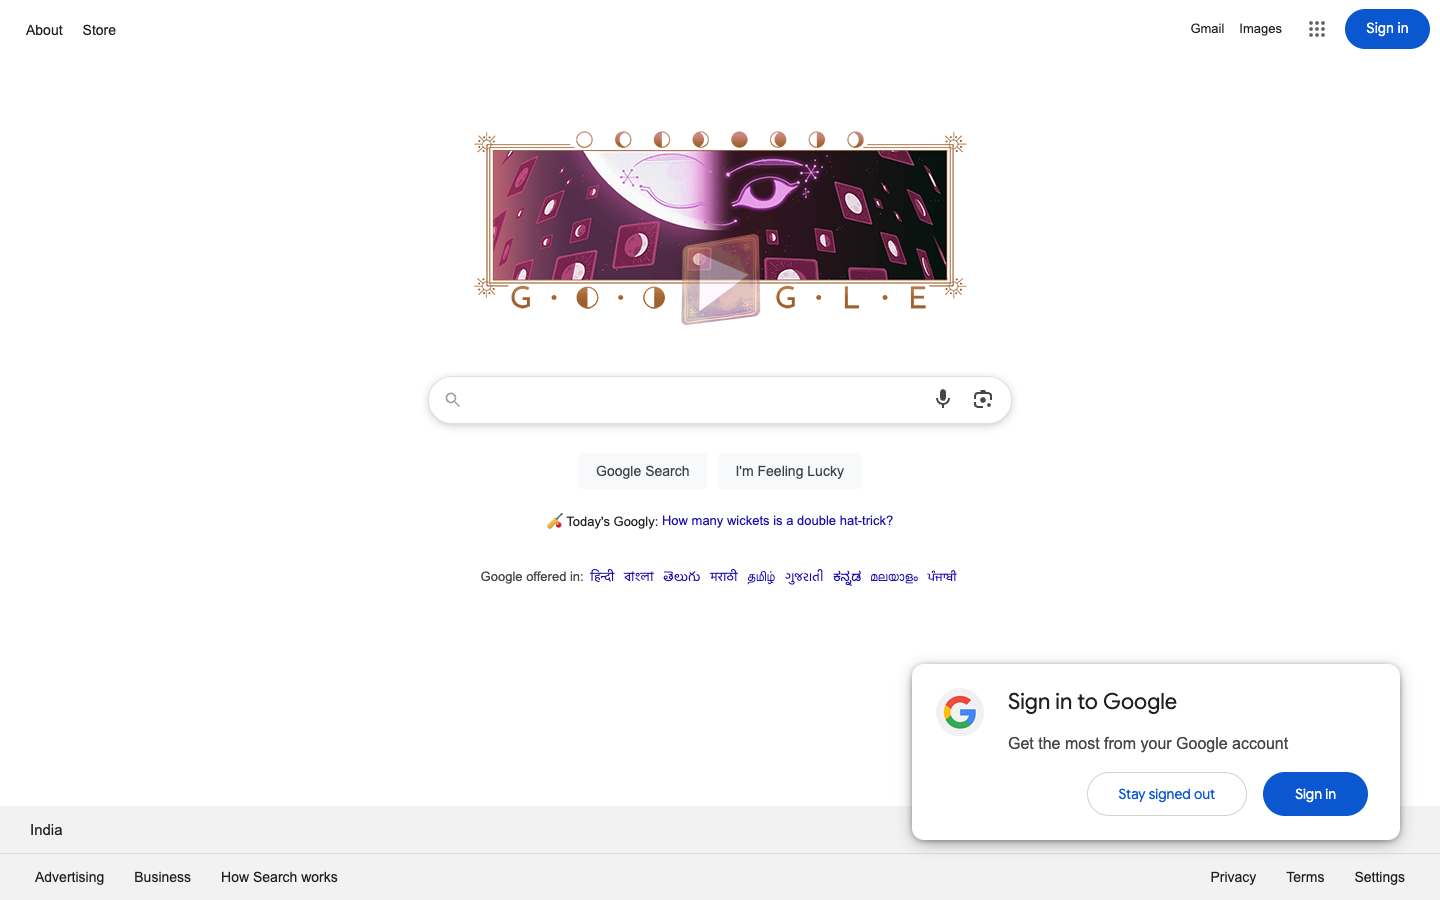 About Store
Gmail Images Sign in
G · O · O G · L · E
Google Search I'm Feeling Lucky
Today's Googly: How many wickets is a double hat-trick?
Google offered in: हिन्दी বাংলা తెలుగు मराठी தமிழ் ગુજરાતી ಕನ್ನಡ മലയാളം ਪੰਜਾਬੀ
Sign in to Google
Get the most from your Google account
Stay signed out Sign in
India
Advertising Business How Search works
Privacy Terms Settings